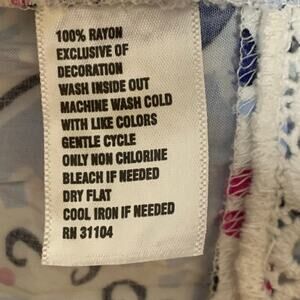 100% RAYON
EXCLUSIVE OF
DECORATION
WASH INSIDE OUT
MACHINE WASH COLD
WITH LIKE COLORS
GENTLE CYCLE
ONLY NON CHLORINE
BLEACH IF NEEDED
DRY FLAT
COOL IRON IF NEEDED
RN 31104